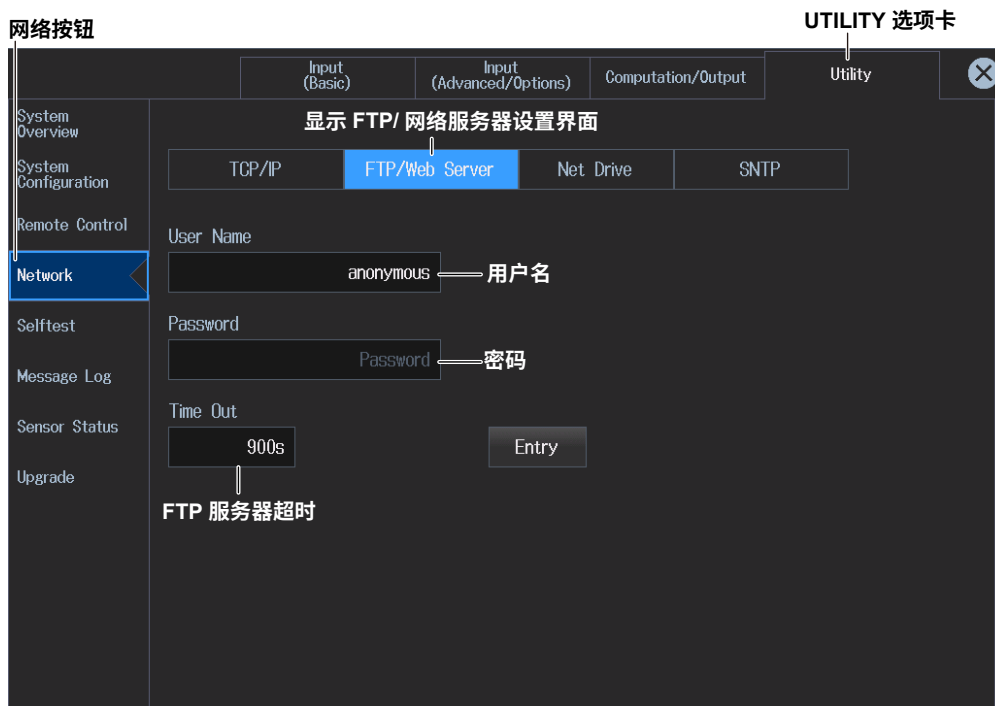 网络按钮
UTILITY 选项卡
Input
(Basic)
Input
(Advanced/Options)
Computation/Output
Utility
System
Overview
显示 FTP/ 网络服务器设置界面
System
Configuration
TCP/IP
FTP/Web Server
Net Drive
SNTP
Remote Control
User Name
Network
anonymous
用户名
Selftest
Password
Password
密码
Message Log
Time Out
Sensor Status
900s
Entry
Upgrade
FTP 服务器超时